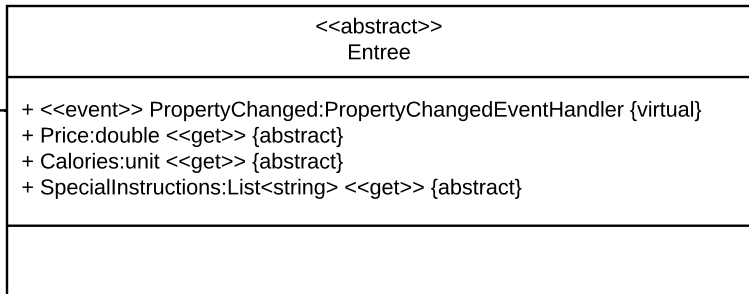 <<abstract>>
Entree
+ <<event>> PropertyChanged:PropertyChangedEventHandler {virtual}
+ Price:double <<get>> {abstract}
+ Calories:unit <<get>> {abstract}
+ SpecialInstructions:List<string> <<get>> {abstract}